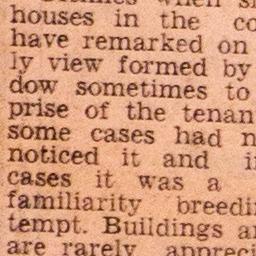 when
houses in the co
have remarked on
ly view formed by
dow sometimes to
prise of the tenan
some cases had n
noticed it and i
cases it was a
familiarity breedi
tempt. Buildings a
are rarely appreci